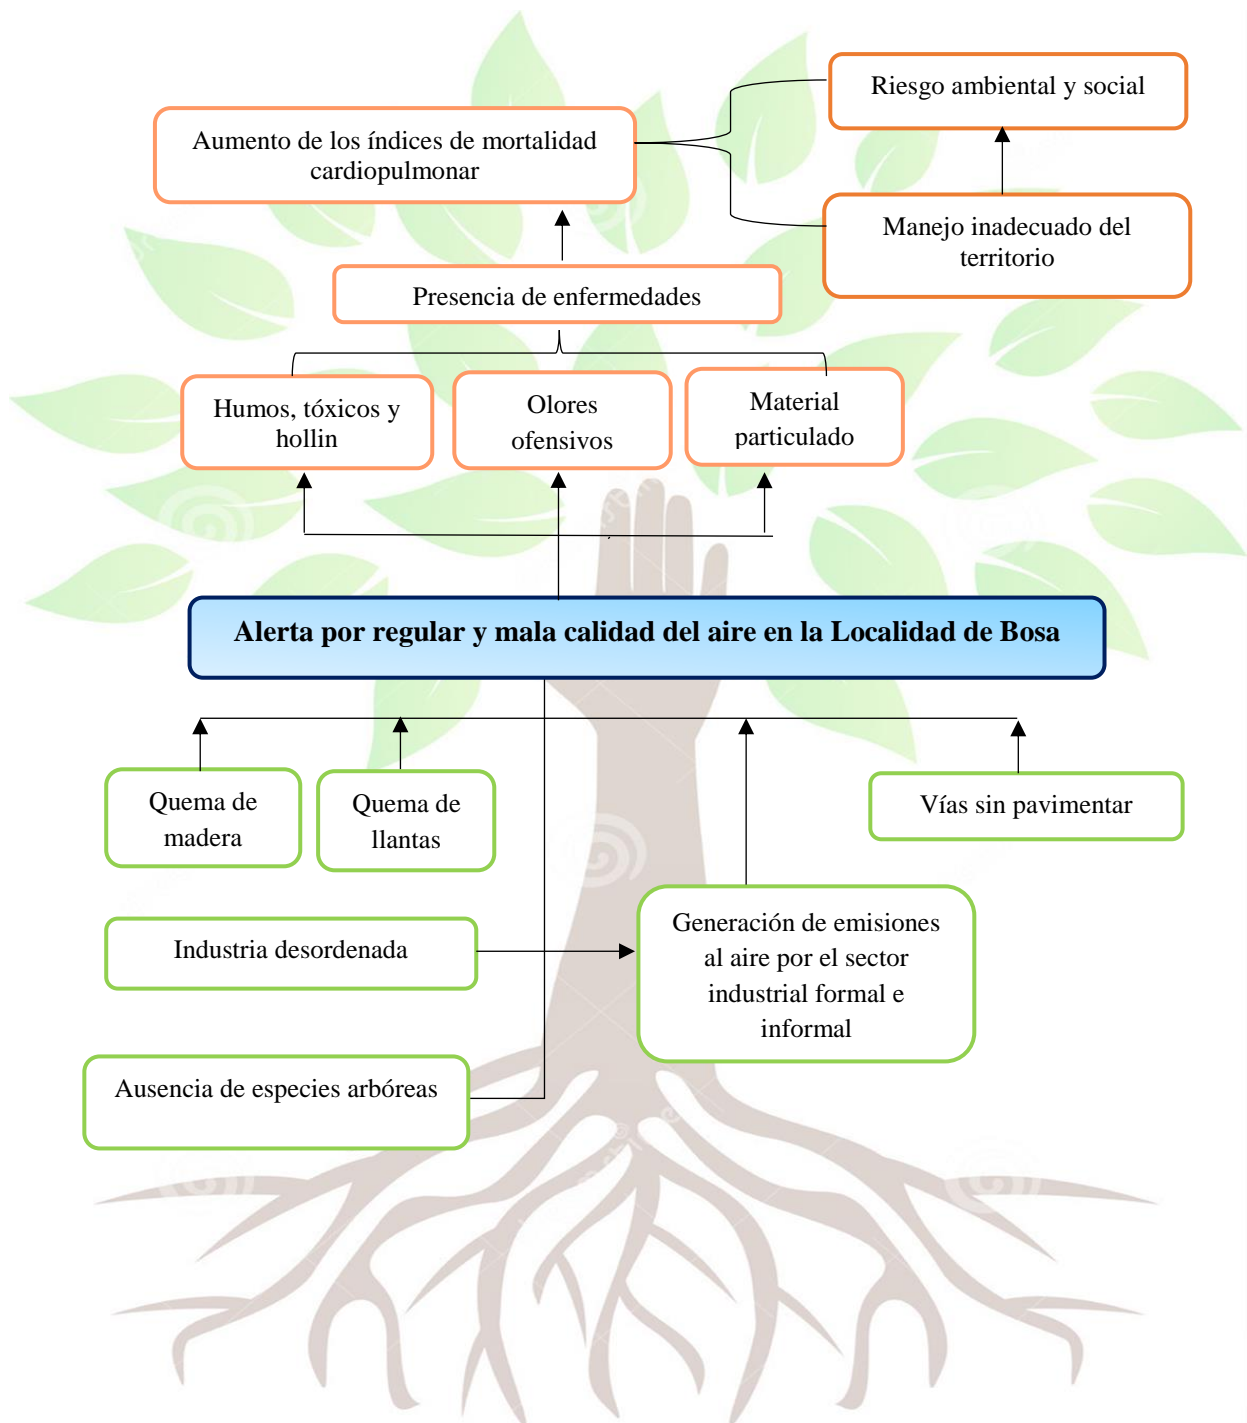 Riesgo ambiental y social
Aumento de los índices de mortalidad
cardiopulmonar
Manejo inadecuado del
territorio
Presencia de enfermedades
Humos, tóxicos y
hollin
Olores
ofensivos
Material
particulado
Alerta por regular y mala calidad del aire en la Localidad de Bosa
Quema de
madera
Quema de
llantas
Vías sin pavimentar
Industria desordenada
Generación de emisiones
al aire por el sector
industrial formal e
informal
Ausencia de especies arbóreas